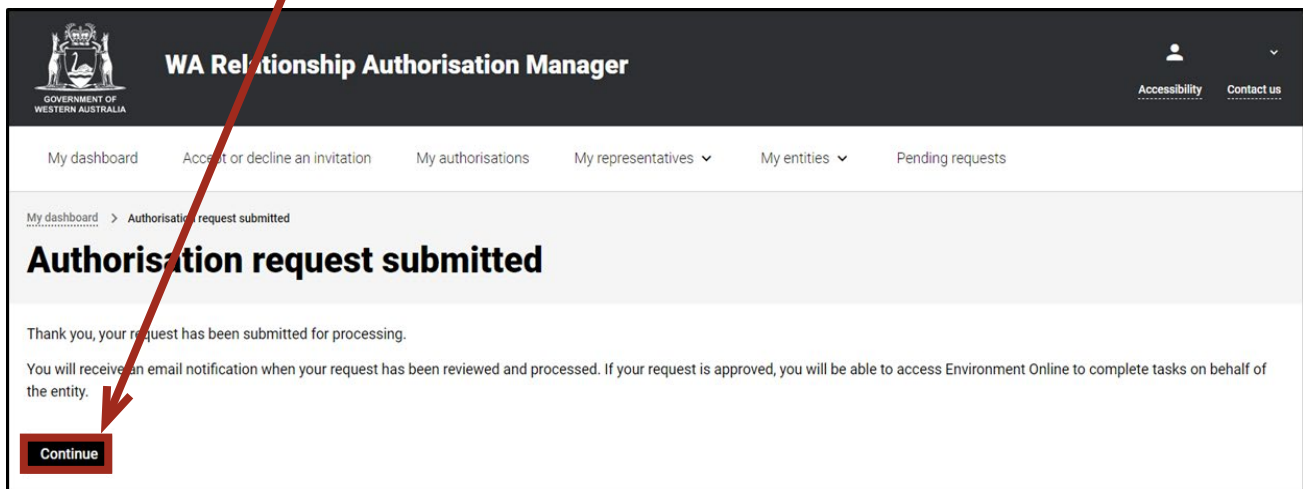 GOVERNMENT OF
WESTERN AUSTRALIA
WA Relationship Authorisation Manager
Accessibility
Contact us
My dashboard
Accept or decline an invitation
My authorisations
My representatives
My entities
Pending requests
My dashboard > Authorisation request submitted
Authorisation request submitted
Thank you, your request has been submitted for processing.
You will receive an email notification when your request has been reviewed and processed. If your request is approved, you will be able to access Environment Online to complete tasks on behalf of
the entity.
Continue